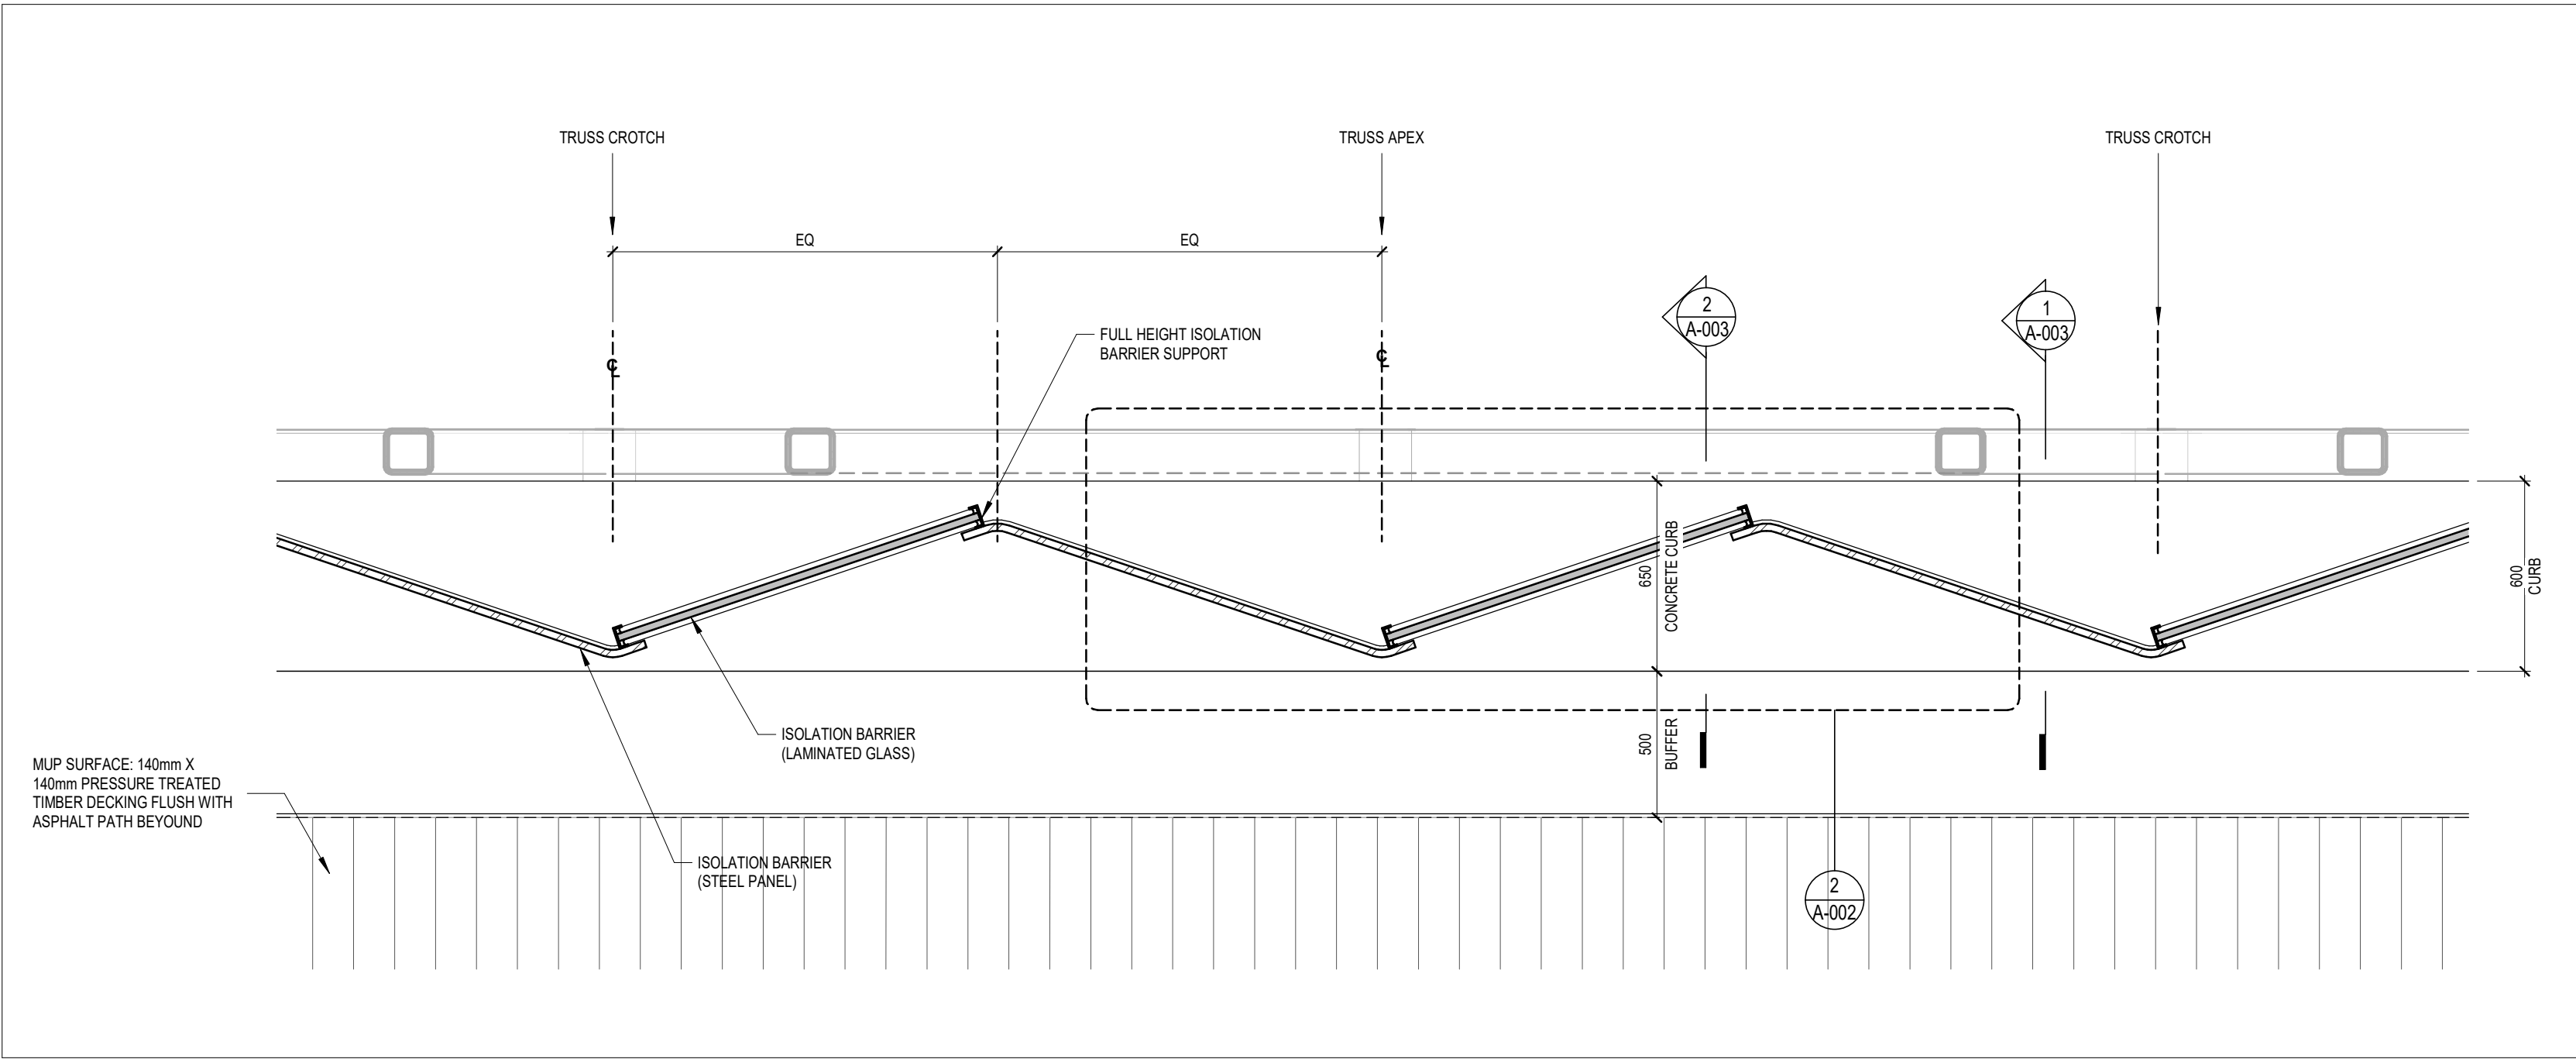 TRUSS CROTCH
TRUSS APEX
TRUSS CROTCH
EQ
EQ
2
A-003
1
A-003
FULL HEIGHT ISOLATION
BARRIER SUPPORT
℄
℄
650
CONCRETE CURB
600
CURB
ISOLATION BARRIER
(LAMINATED GLASS)
500
BUFFER
MUP SURFACE: 140mm X
140mm PRESSURE TREATED
TIMBER DECKING FLUSH WITH
ASPHALT PATH BEYOUND
ISOLATION BARRIER
(STEEL PANEL)
2
A-002